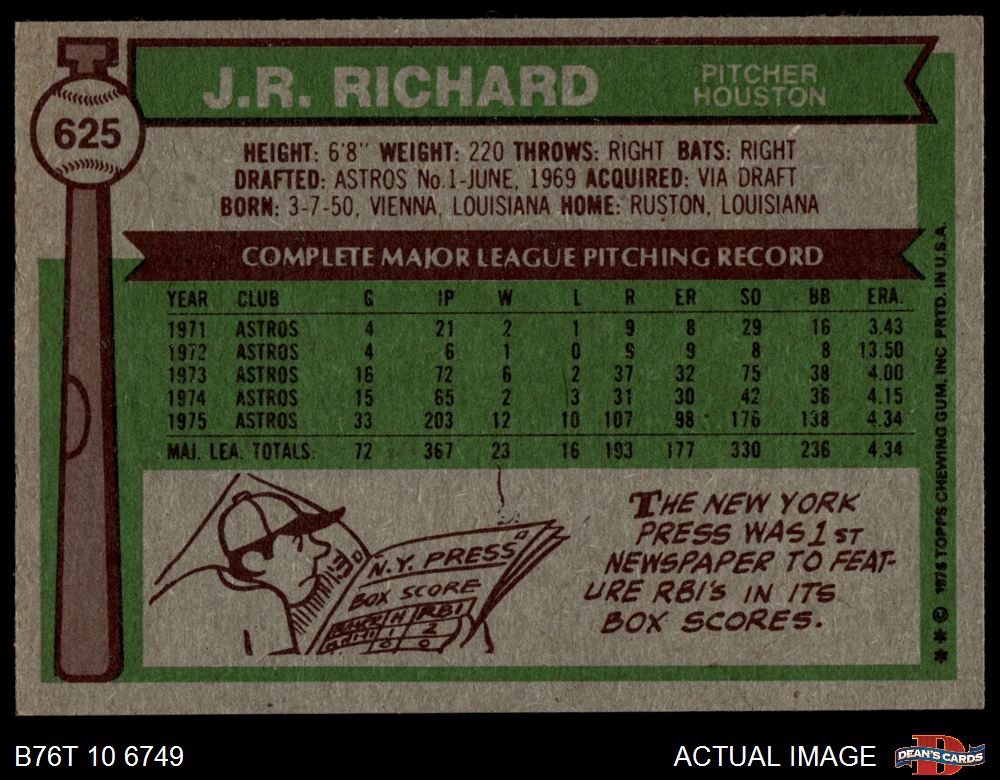 625
J.R. RICHARD
PITCHER
HOUSTON
HEIGHT: 6'8" WEIGHT: 220 THROWS: RIGHT BATS: RIGHT
DRAFTED: ASTROS No.1-JUNE, 1969 ACQUIRED: VIA DRAFT
BORN: 3-7-50, VIENNA, LOUISIANA HOME: RUSTON, LOUISIANA
COMPLETE MAJOR LEAGUE PITCHING RECORD
YEAR CLUB G IP W L R ER SO BB ERA.
1971 ASTROS 4 21 2 1 9 8 29 16 3.43
1972 ASTROS 4 6 1 0 9 9 8 8 13.50
1973 ASTROS 16 72 6 2 37 32 75 38 4.00
1974 ASTROS 15 65 2 3 31 30 42 36 4.15
1975 ASTROS 33 203 12 10 107 98 176 138 4.34
MAJ. LEA. TOTALS: 72 367 23 16 193 177 330 236 4.34
N.Y. PRESS
BOX SCORE
H RBI
1 2
0 0
THE NEW YORK
PRESS WAS 1ST
NEWSPAPER TO FEAT-
URE RBI'S IN ITS
BOX SCORES.
** © 1976 TOPPS CHEWING GUM, INC PRTD. IN U.S.A.
B76T 10 6749
ACTUAL IMAGE
D
DEAN'S CARDS